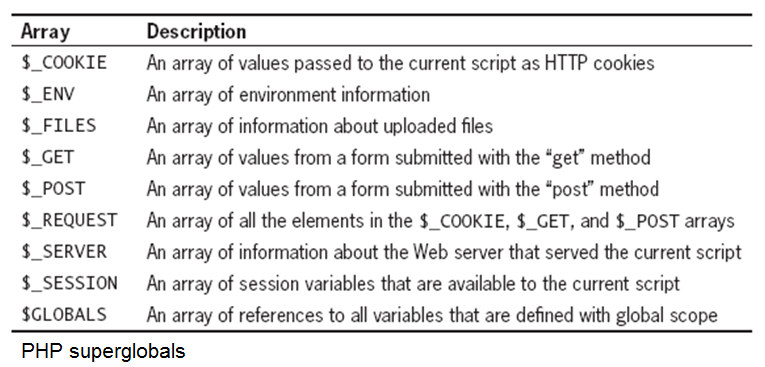 Array Description
$_COOKIE An array of values passed to the current script as HTTP cookies
$_ENV An array of environment information
$_FILES An array of information about uploaded files
$_GET An array of values from a form submitted with the “get” method
$_POST An array of values from a form submitted with the “post” method
$_REQUEST An array of all the elements in the $_COOKIE, $_GET, and $_POST arrays
$_SERVER An array of information about the Web server that served the current script
$_SESSION An array of session variables that are available to the current script
$GLOBALS An array of references to all variables that are defined with global scope
PHP superglobals